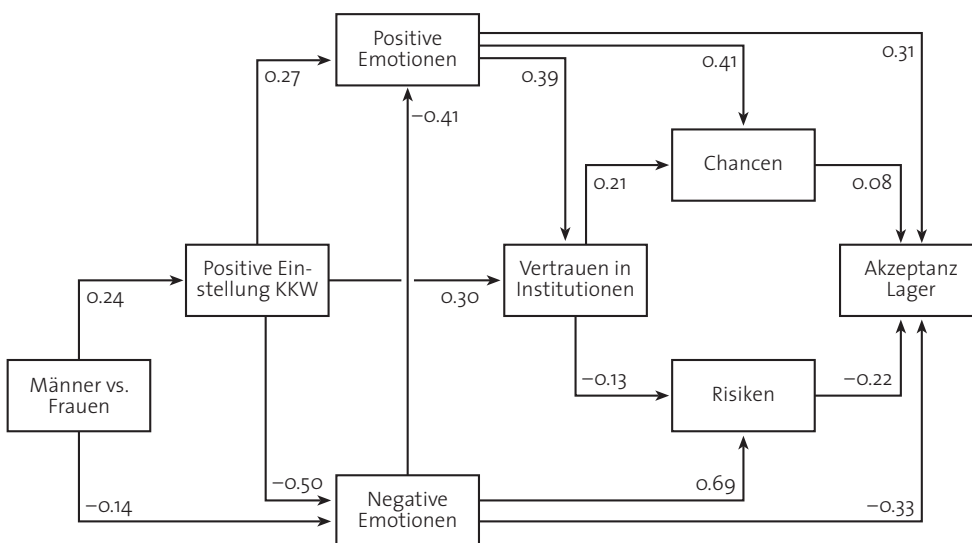 Positive
Emotionen
0.31
0.27
0.41
0.39
−0.41
Chancen
0.21
0.08
Positive Ein-
stellung KKW
Vertrauen in
Institutionen
Akzeptanz
Lager
0.24
0.30
Männer vs.
Frauen
−0.13
Risiken
−0.22
−0.50
Negative
Emotionen
0.69
−0.14
−0.33